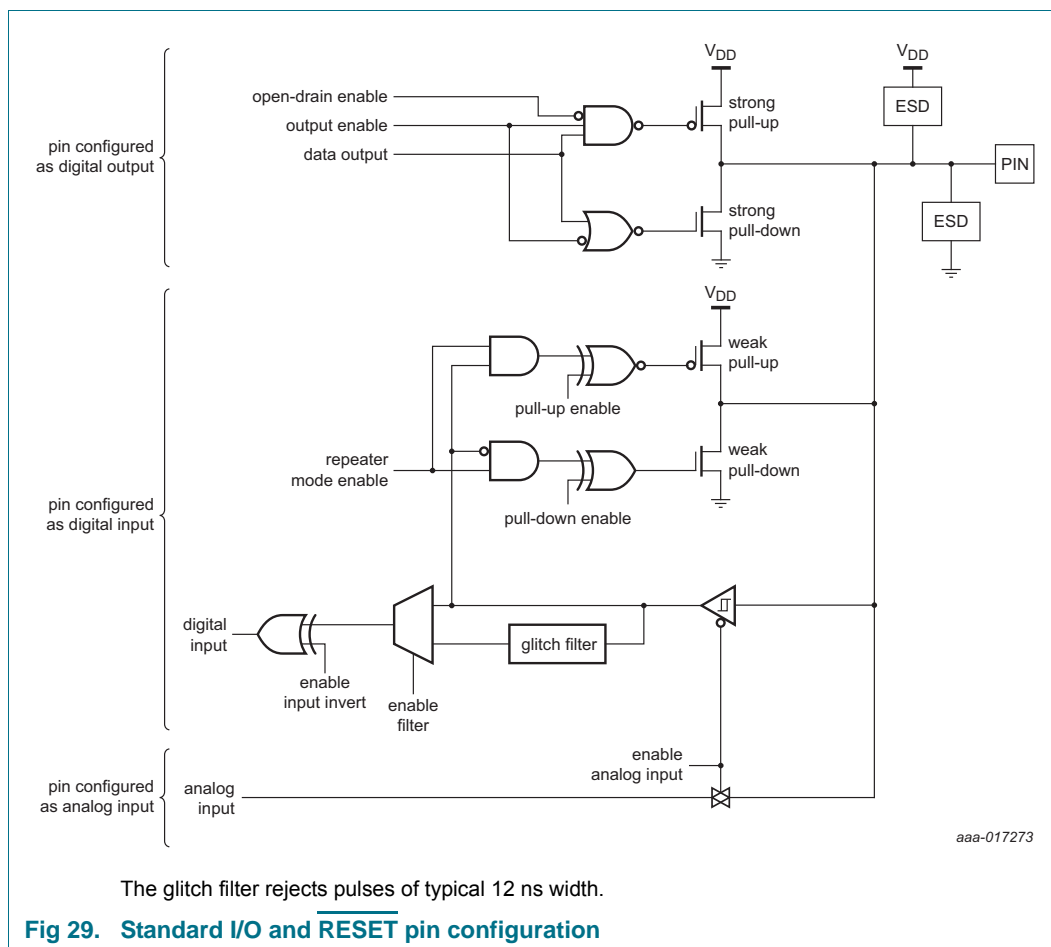 V_DD
V_DD
open-drain enable
strong
pull-up
ESD
output enable
pin configured
as digital output
data output
PIN
strong
pull-down
ESD
V_DD
weak
pull-up
pull-up enable
repeater
mode enable
weak
pull-down
pin configured
as digital input
pull-down enable
digital
input
glitch filter
enable
input invert
enable
filter
enable
analog input
pin configured
as analog input
analog
input
aaa-017273
The glitch filter rejects pulses of typical 12 ns width.
Fig 29. Standard I/O and R̅E̅S̅E̅T̅ pin configuration